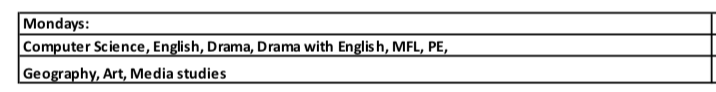 Mondays:
Computer Science, English, Drama, Drama with English, MFL, PE,
Geography, Art, Media studies